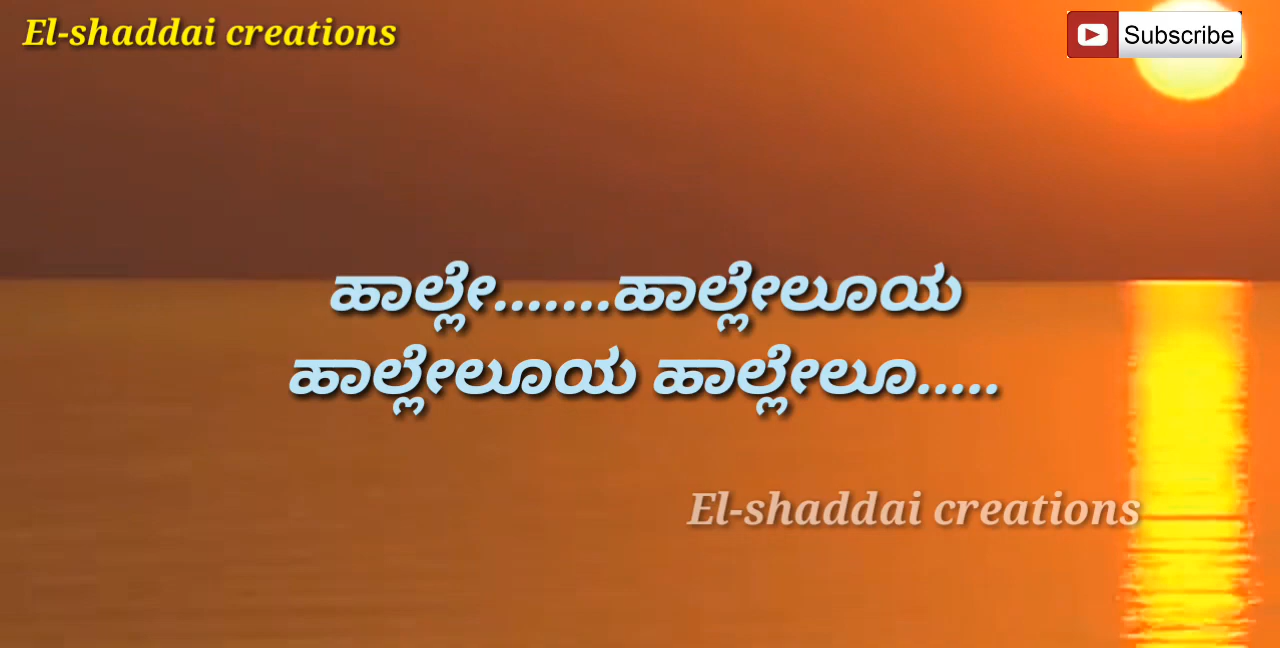 El-shaddai creations
Subscribe
ಹಾಲ್ಲೇ.......ಹಾಲ್ಲೇಲೂಯ
ಹಾಲ್ಲೇಲೂಯ ಹಾಲ್ಲೇಲೂ.....
El-shaddai creations